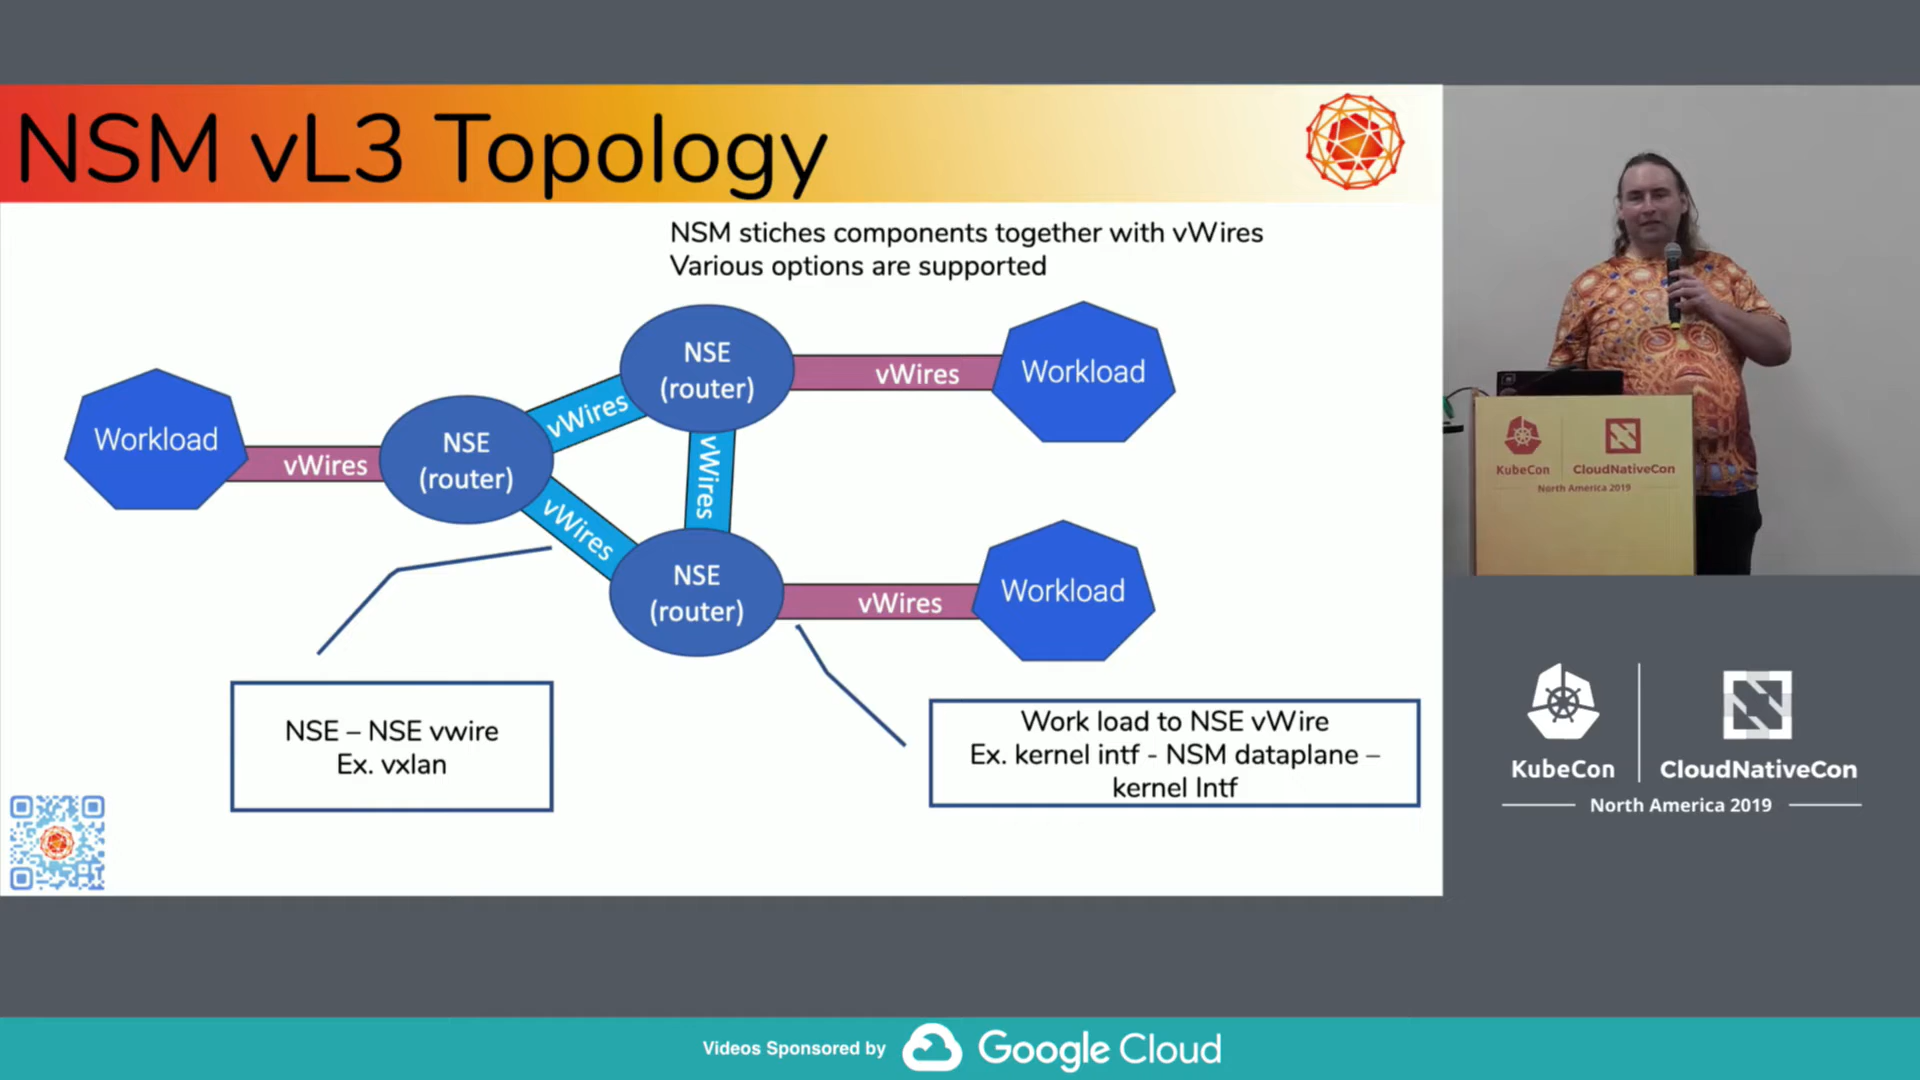 NSM vL3 Topology
NSM stiches components together with vWires
Various options are supported
NSE
(router)
vWires
Workload
Workload
vWires
NSE
(router)
vWires
vWires
vWires
NSE
(router)
vWires
Workload
NSE – NSE vwire
Ex. vxlan
Work load to NSE vWire
Ex. kernel intf - NSM dataplane –
kernel Intf
KubeCon
CloudNativeCon
North America 2019
KubeCon
CloudNativeCon
North America 2019
Videos Sponsored by
Google Cloud